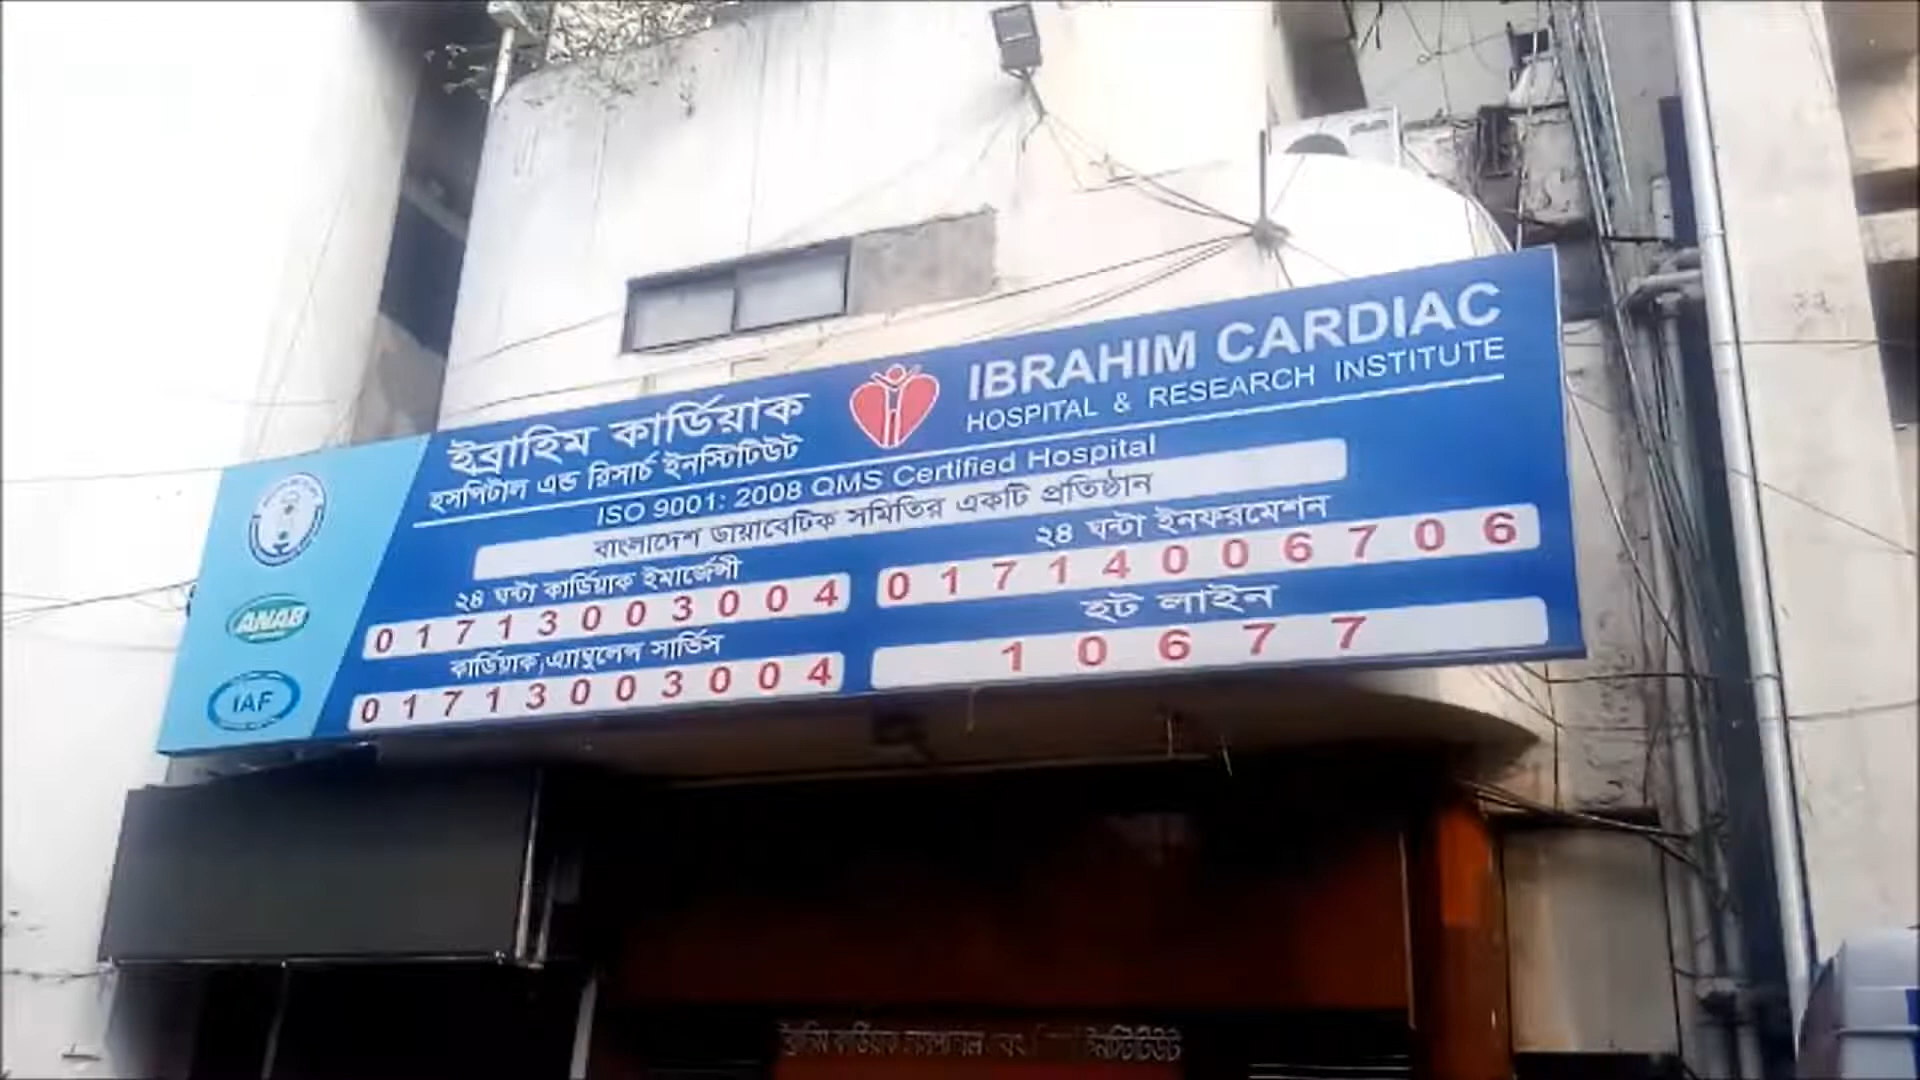 ইব্রাহিম কার্ডিয়াক
হসপিটাল এন্ড রিসার্চ ইনস্টিটিউট
IBRAHIM CARDIAC
HOSPITAL & RESEARCH INSTITUTE
ISO 9001: 2008 QMS Certified Hospital
বাংলাদেশ ডায়াবেটিক সমিতির একটি প্রতিষ্ঠান
২৪ ঘন্টা কার্ডিয়াক ইমার্জেন্সী
01713003004
২৪ ঘন্টা ইনফরমেশন
01714006706
কার্ডিয়াক এ্যাম্বুলেন্স সার্ভিস
01713003004
হট লাইন
10677
ANAB
IAF
ইব্রাহিম কার্ডিয়াক